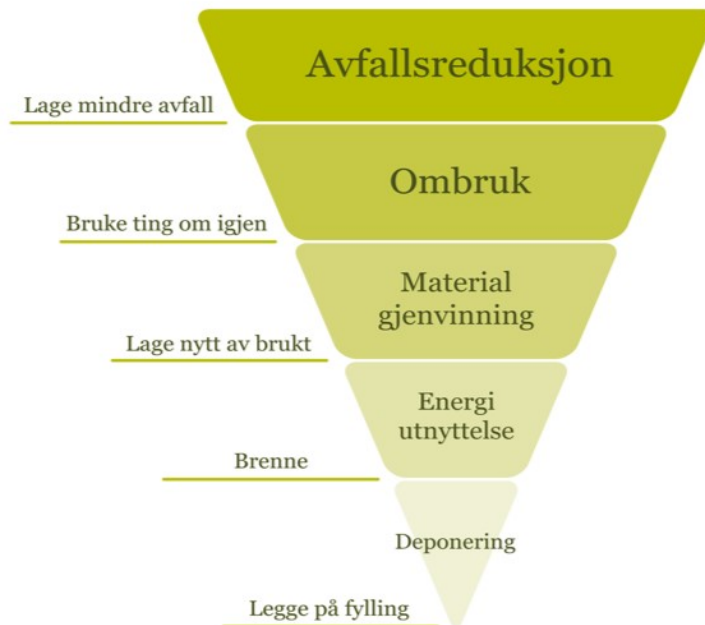 Avfallsreduksjon
Lage mindre avfall
Ombruk
Bruke ting om igjen
Material
gjenvinning
Lage nytt av brukt
Energi
utnyttelse
Brenne
Deponering
Legge på fylling